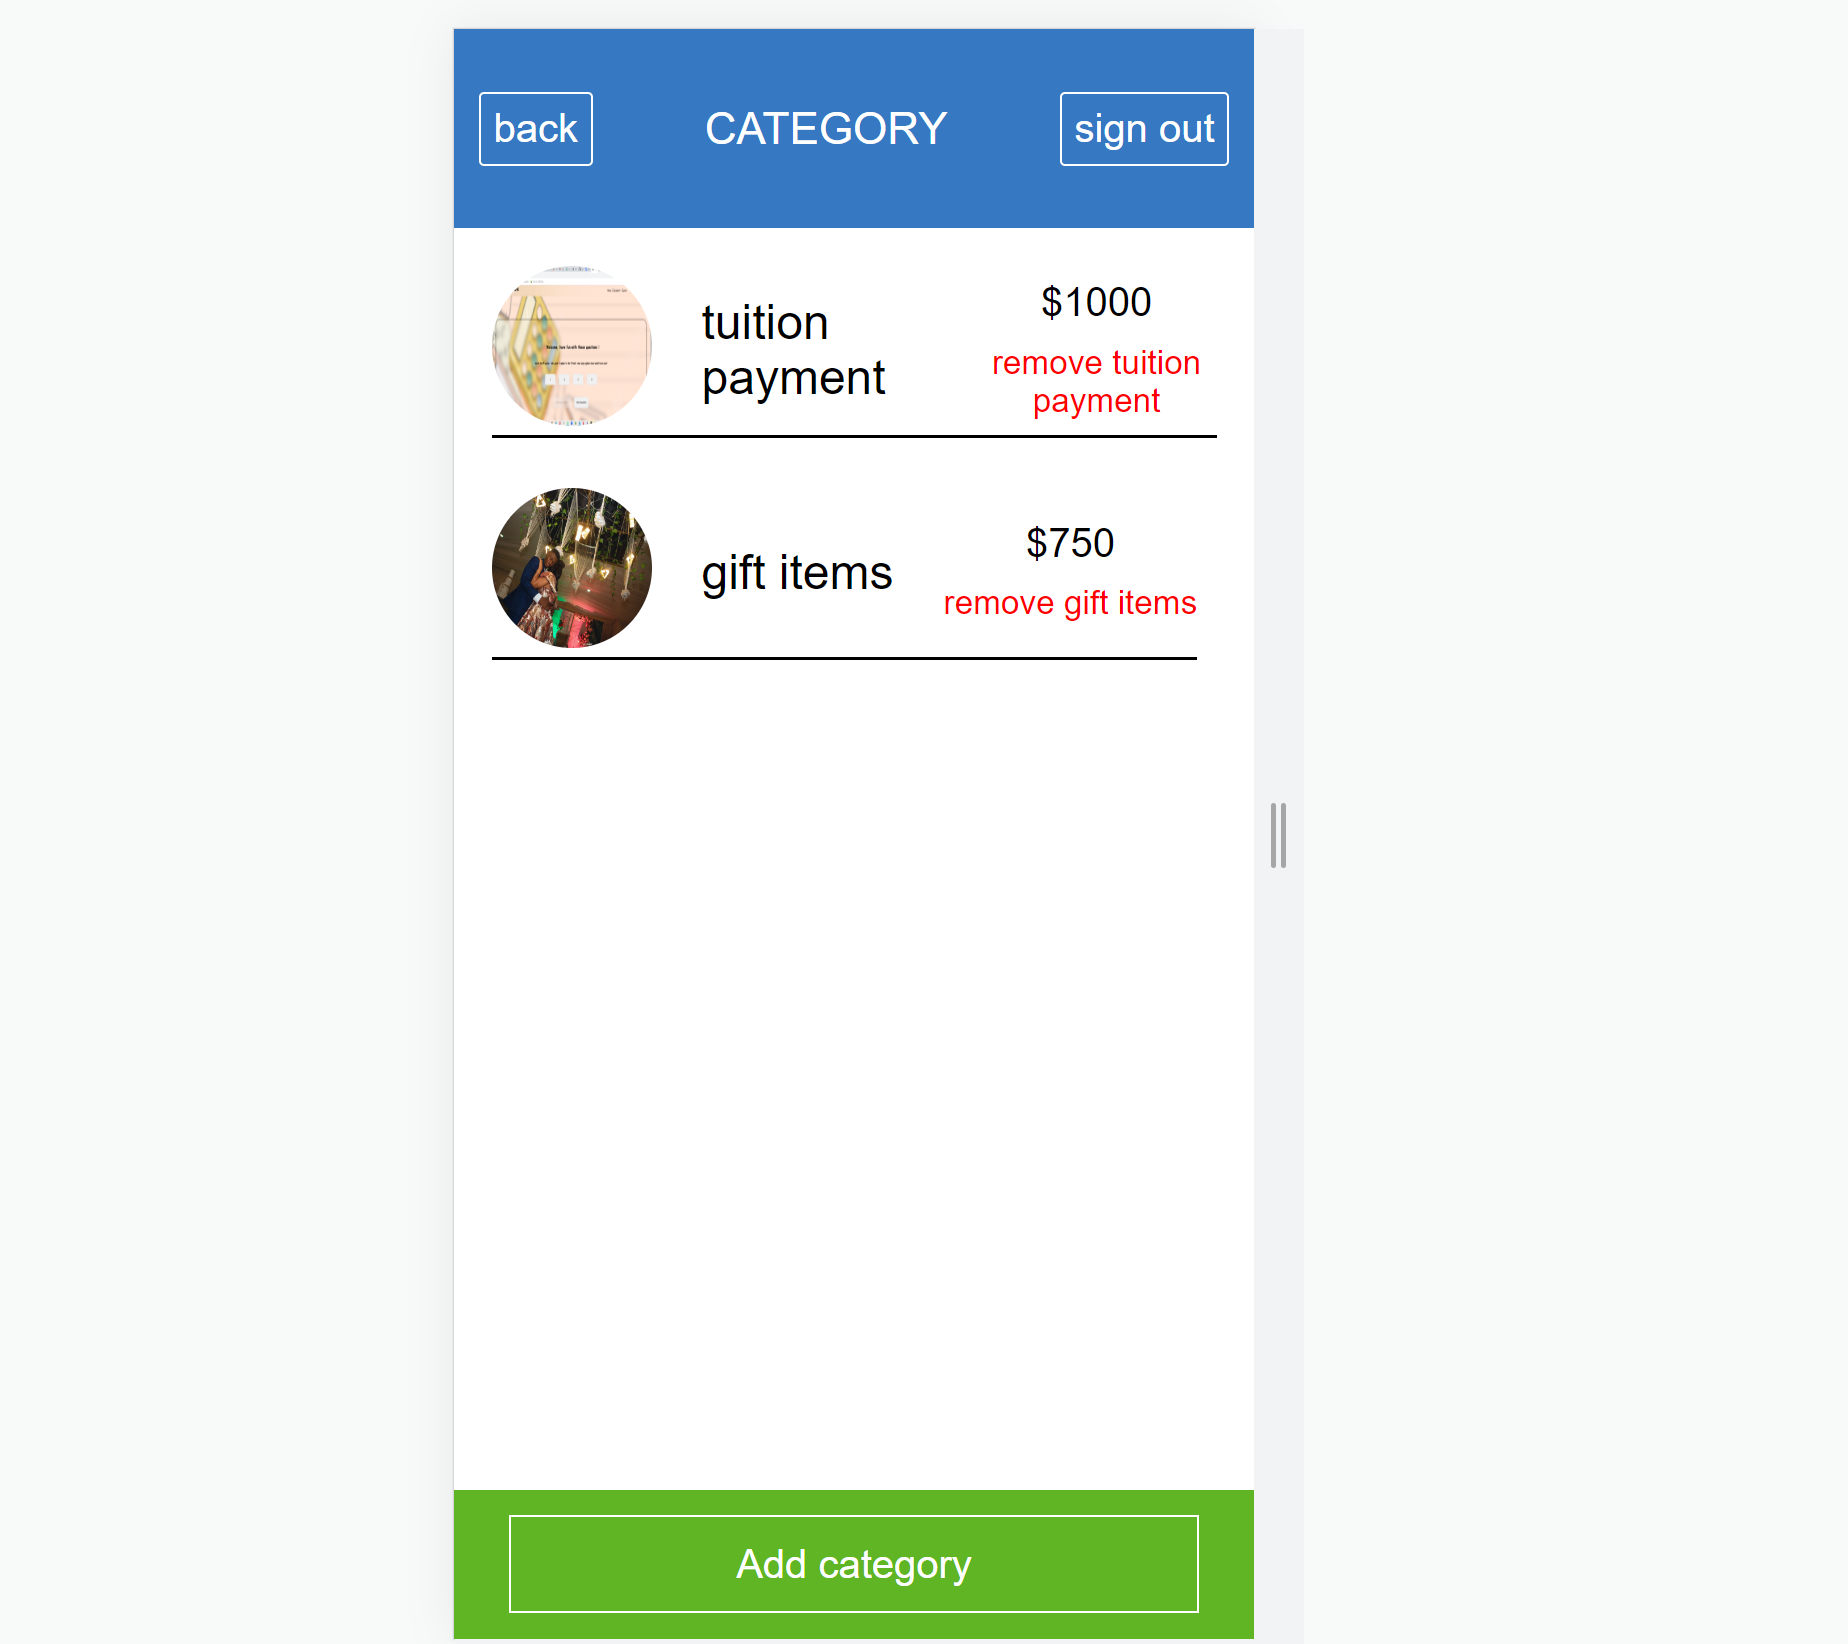 back
CATEGORY
sign out
tuition
payment
$1000
remove tuition
payment
gift items
$750
remove gift items
Add category